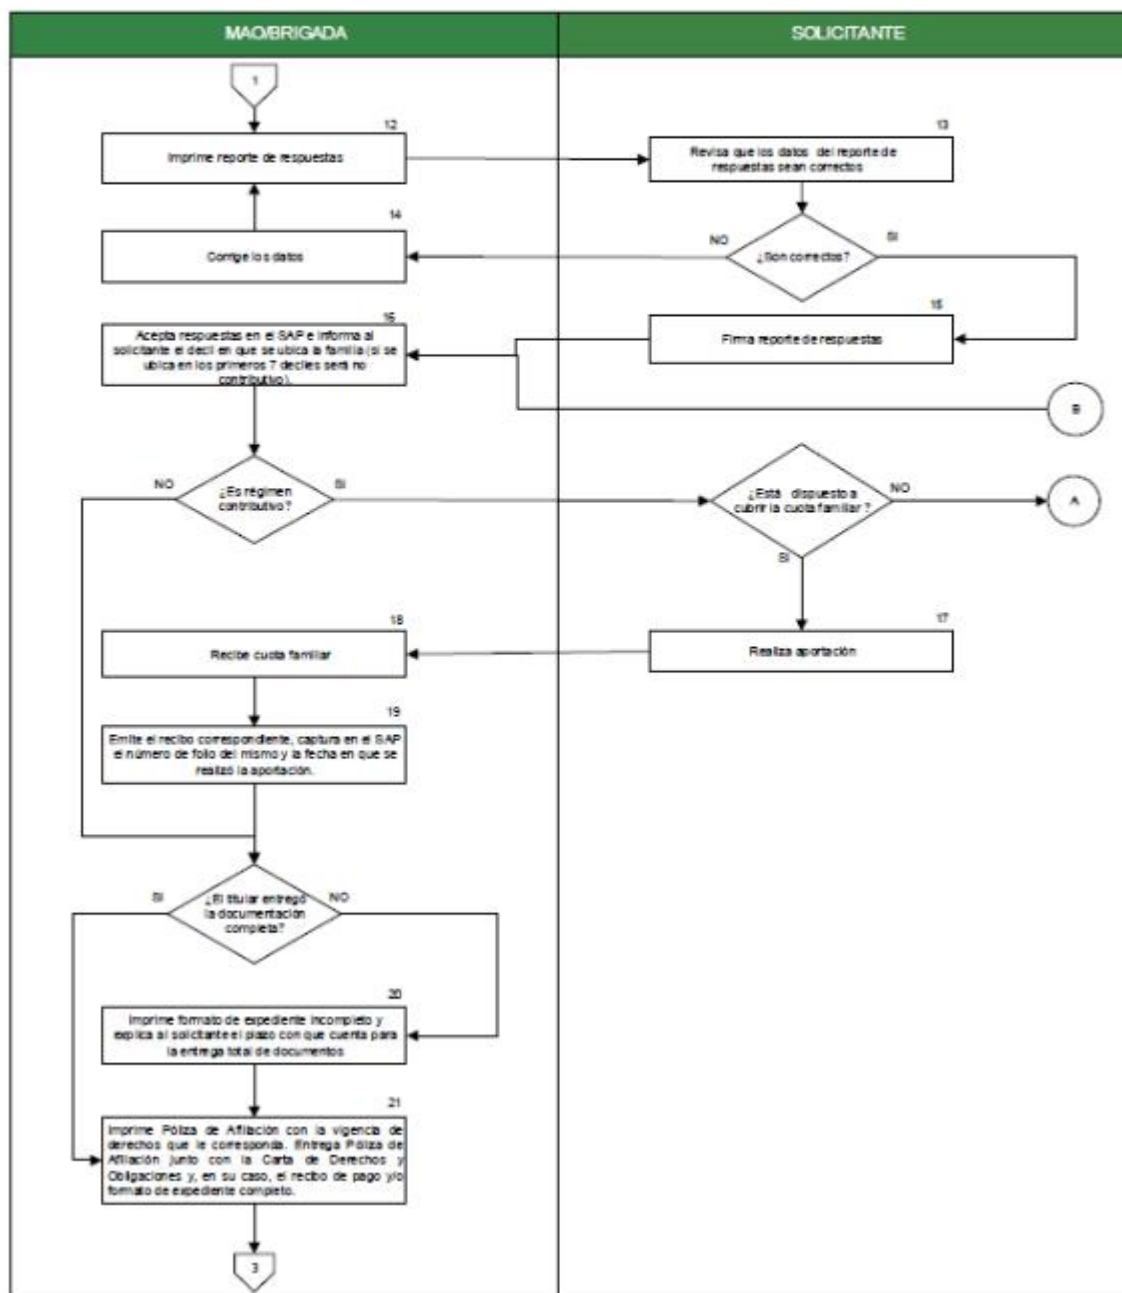 MAO/BRIGADA
SOLICITANTE
1
12
Imprime reporte de respuestas
13
Revisa que los datos del reporte de
respuestas sean correctos
14
Corrige los datos
NO
¿Son correctos?
SI
15
Firma reporte de respuestas
16
Acepta respuestas en el SAP e informa al
solicitante el decil en que se ubica la familia (si se
ubica en los primeros 7 deciles será no
contributivo).
B
NO
¿Es régimen
contributivo?
SI
¿Está dispuesto a
cubrir la cuota familiar?
NO
A
SI
17
Realiza aportación
18
Recibe cuota familiar
19
Emite el recibo correspondiente, captura en el SAP
el número de folio del mismo y la fecha en que se
realizó la aportación.
SI
¿El titular entregó
la documentación
completa?
NO
20
Imprime formato de expediente incompleto y
explica al solicitante el plazo con que cuenta para
la entrega total de documentos
21
Imprime Póliza de Afiliación con la vigencia de
derechos que le corresponda. Entrega Póliza de
Afiliación junto con la Carta de Derechos y
Obligaciones y, en su caso, el recibo de pago y/o
formato de expediente completo.
3